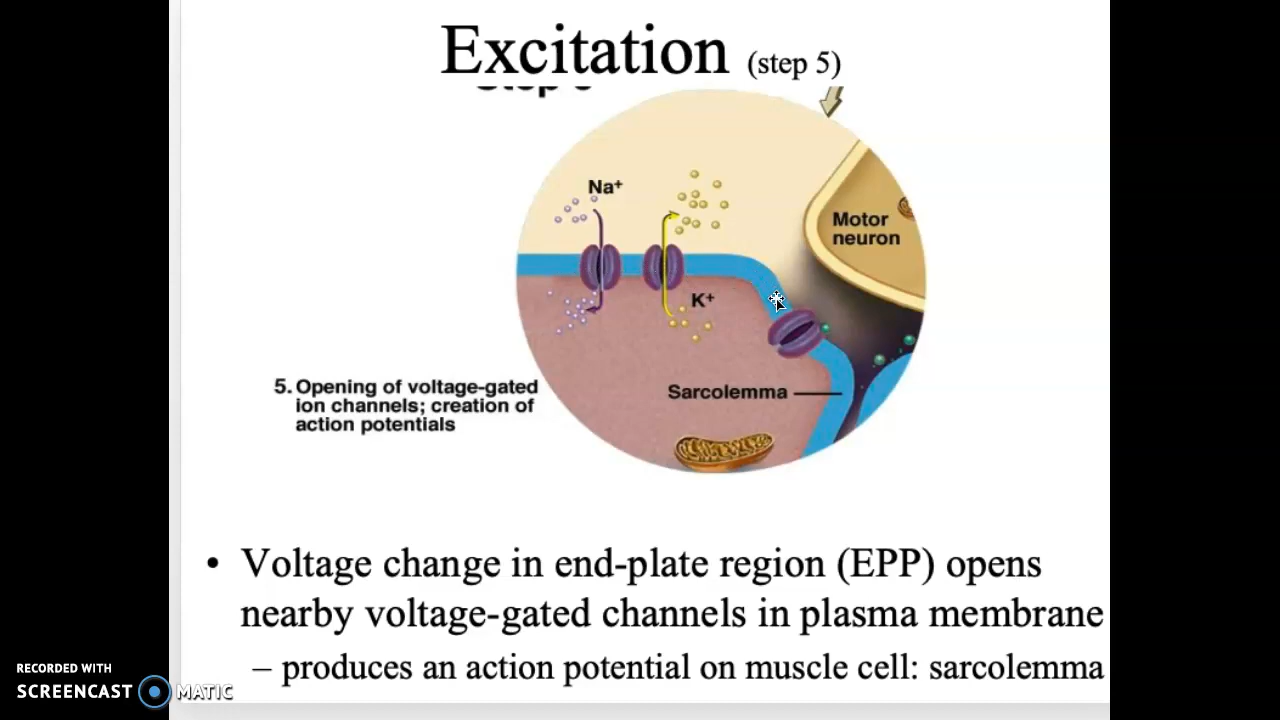 Excitation (step 5)
Na+
Motor
neuron
K+
5. Opening of voltage-gated
ion channels; creation of
action potentials
Sarcolemma
• Voltage change in end-plate region (EPP) opens
nearby voltage-gated channels in plasma membrane
– produces an action potential on muscle cell: sarcolemma
RECORDED WITH
SCREENCAST MATIC